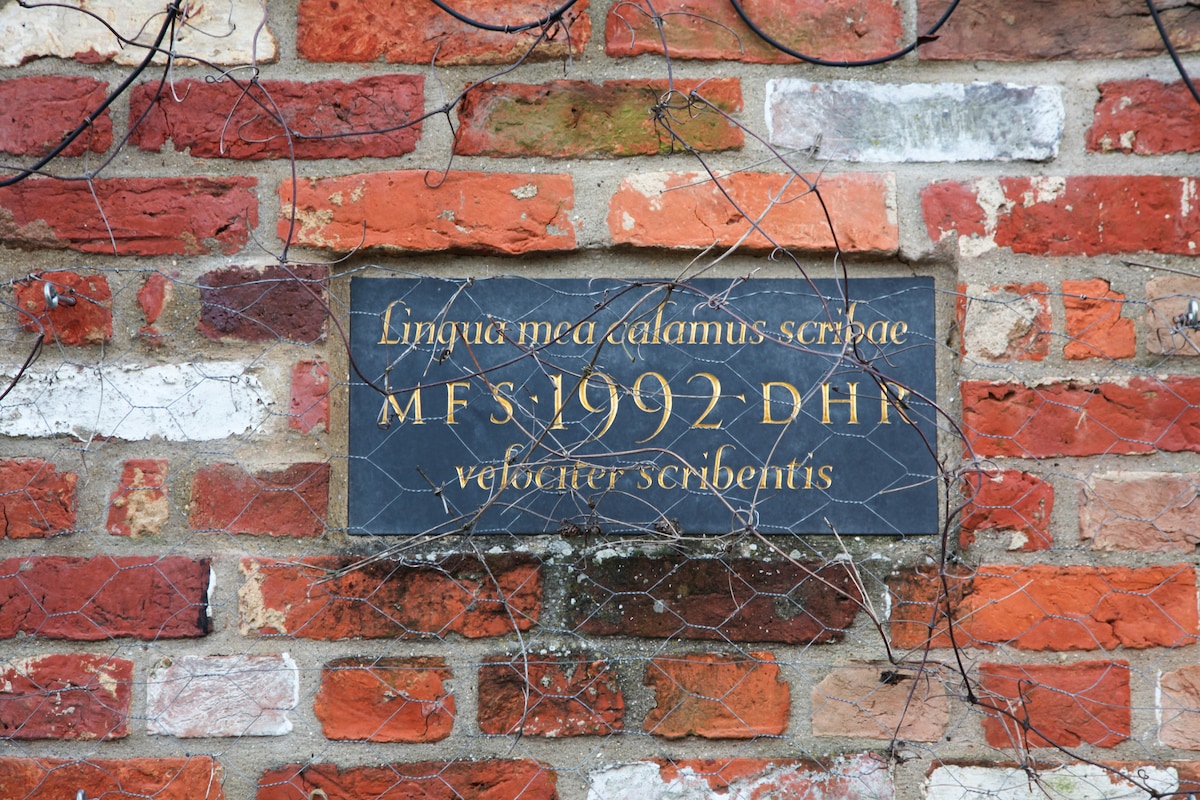 Lingua mea calamus scribae
MFS·1992·DHR
velociter scribentis